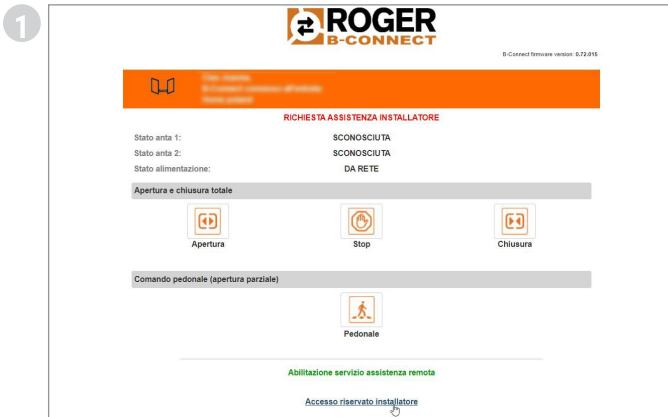 1
ROGER
B-CONNECT
B-Connect firmware version: 0.72.015
RICHIESTA ASSISTENZA INSTALLATORE
Stato anta 1: SCONOSCIUTA
Stato anta 2: SCONOSCIUTA
Stato alimentazione: DA RETE
Apertura e chiusura totale
Apertura Stop Chiusura
Comando pedonale (apertura parziale)
Pedonale
Abilitazione servizio assistenza remota
Accesso riservato installatore